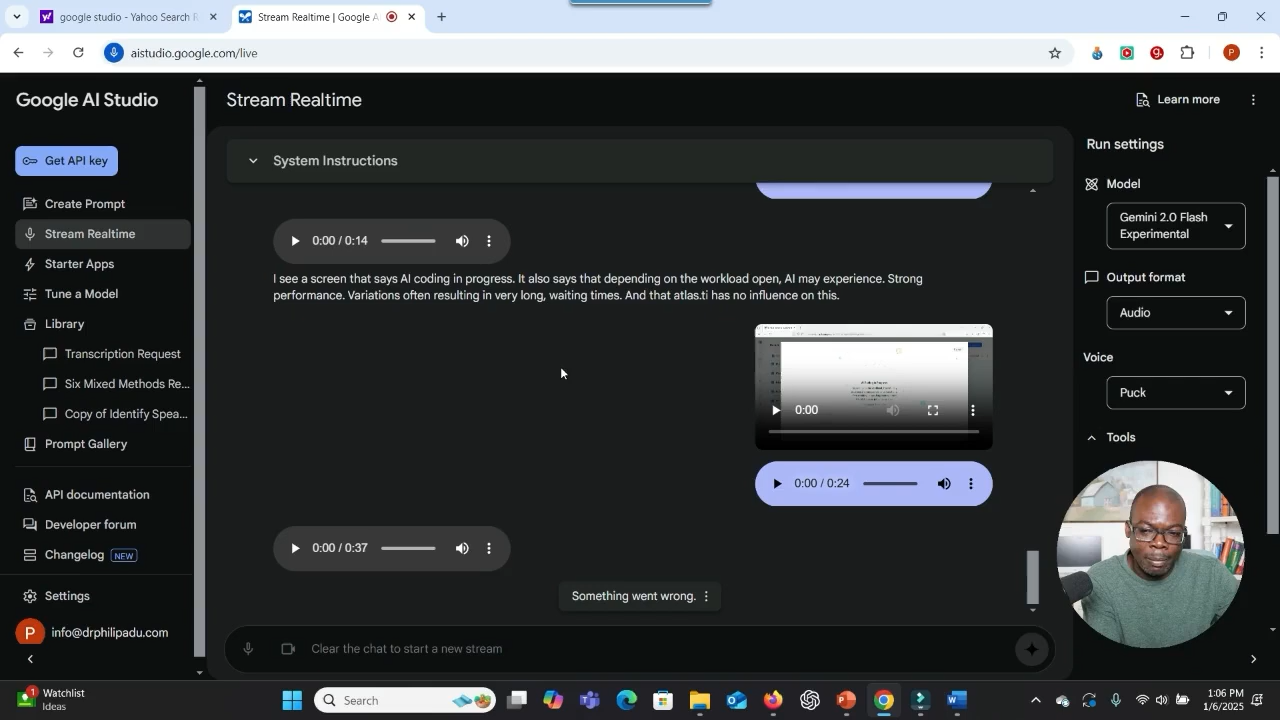 google studio - Yahoo Search R
Stream Realtime | Google A
aistudio.google.com/live
P
Google AI Studio
Stream Realtime
Learn more
Get API key
System Instructions
Run settings
Create Prompt
Model
Stream Realtime
Gemini 2.0 Flash
Experimental
0:00 / 0:14
Starter Apps
I see a screen that says AI coding in progress. It also says that depending on the workload open, AI may experience. Strong
performance. Variations often resulting in very long, waiting times. And that atlas.ti has no influence on this.
Output format
Tune a Model
Audio
Library
Transcription Request
Voice
Six Mixed Methods Re...
Puck
Copy of Identify Spea...
0:00
Prompt Gallery
Tools
0:00 / 0:24
API documentation
Developer forum
0:00 / 0:37
Changelog NEW
Settings
Something went wrong.
P info@drphilipadu.com
Clear the chat to start a new stream
1
Watchlist
Ideas
Search
1:06 PM
1/6/2025